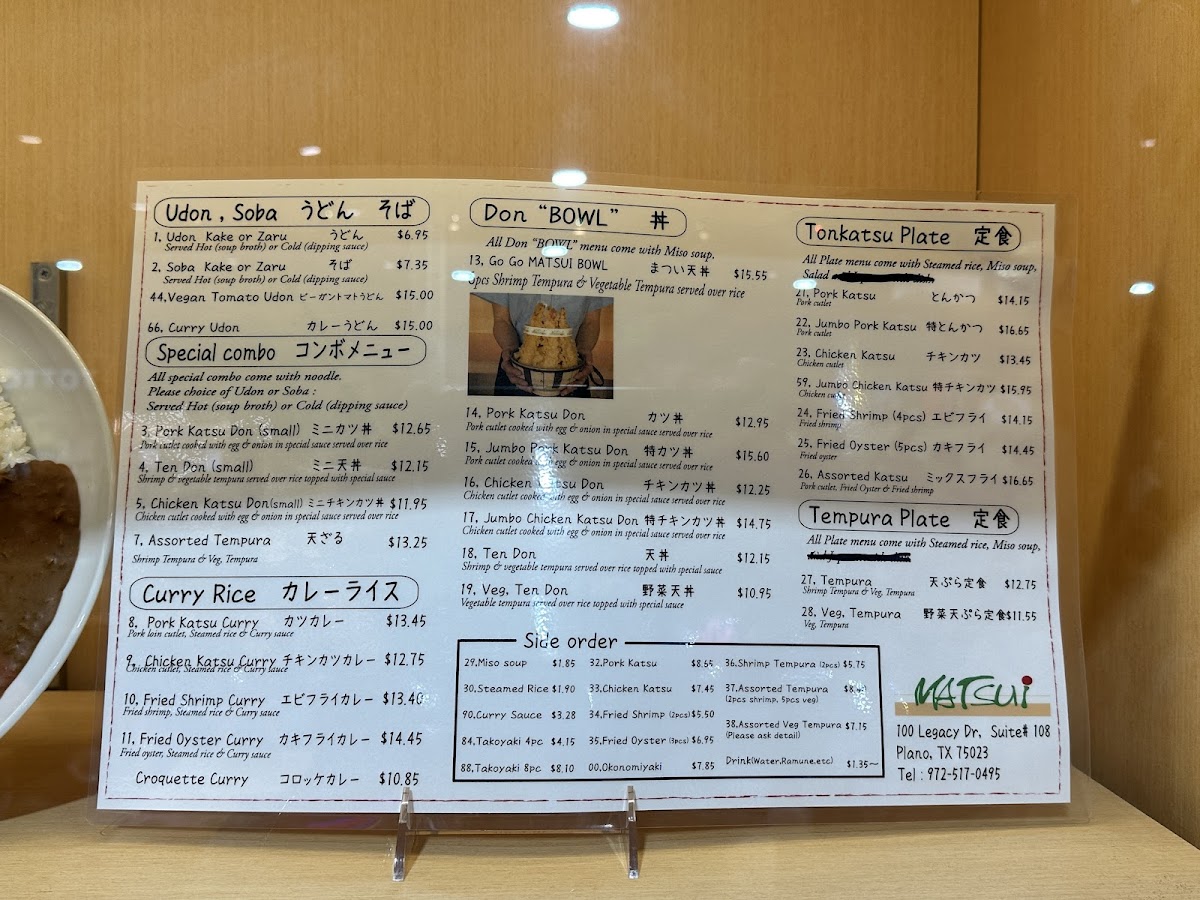 Udon , Soba うどん そば
1. Udon Kake or Zaru うどん $6.95
Served Hot (soup broth) or Cold (dipping sauce)
2. Soba Kake or Zaru そば $7.35
Served Hot (soup broth) or Cold (dipping sauce)
44.Vegan Tomato Udon ビーガントマトうどん $15.00
66. Curry Udon カレーうどん $15.00
Special combo コンボメニュー
All special combo come with noodle.
Please choice of Udon or Soba :
Served Hot (soup broth) or Cold (dipping sauce)
3. Pork Katsu Don (small) ミニカツ丼 $12.65
Pork cutlet cooked with egg & onion in special sauce served over rice
4. Ten Don (small) ミニ天丼 $12.15
Shrimp & vegetable tempura served over rice topped with special sauce
5. Chicken Katsu Don(small) ミニチキンカツ丼 $11.95
Chicken cutlet cooked with egg & onion in special sauce served over rice
7. Assorted Tempura 天ざる $13.25
Shrimp Tempura & Veg. Tempura
Curry Rice カレーライス
8. Pork Katsu Curry カツカレー $13.45
Pork loin cutlet, Steamed rice & Curry sauce
9. Chicken Katsu Curry チキンカツカレー $12.75
Chicken cutlet, Steamed rice & Curry sauce
10. Fried Shrimp Curry エビフライカレー $13.40
Fried shrimp, Steamed rice & Curry sauce
11. Fried Oyster Curry カキフライカレー $14.45
Fried oyster, Steamed rice & Curry sauce
Croquette Curry コロッケカレー $10.85
Don “BOWL” 丼
All Don “BOWL” menu come with Miso soup.
13. Go Go MATSUI BOWL まつい天丼 $15.55
5pcs Shrimp Tempura & Vegetable Tempura served over rice
14. Pork Katsu Don カツ丼 $12.95
Pork cutlet cooked with egg & onion in special sauce served over rice
15. Jumbo Pork Katsu Don 特カツ丼 $15.60
Pork cutlet cooked with egg & onion in special sauce served over rice
16. Chicken Katsu Don チキンカツ丼 $12.25
Chicken cutlet cooked with egg & onion in special sauce served over rice
17. Jumbo Chicken Katsu Don 特チキンカツ丼 $14.75
Chicken cutlet cooked with egg & onion in special sauce served over rice
18. Ten Don 天丼 $12.15
Shrimp & vegetable tempura served over rice topped with special sauce
19. Veg. Ten Don 野菜天丼 $10.95
Vegetable tempura served over rice topped with special sauce
Tonkatsu Plate 定食
All Plate menu come with Steamed rice, Miso soup,
Salad
21. Pork Katsu とんかつ $14.15
Pork cutlet
22. Jumbo Pork Katsu 特とんかつ $16.65
Pork cutlet
23. Chicken Katsu チキンカツ $13.45
Chicken cutlet
59. Jumbo Chicken Katsu 特チキンカツ $15.95
Chicken cutlet
24. Fried Shrimp (4pcs) エビフライ $14.15
Fried shrimp
25. Fried Oyster (5pcs) カキフライ $14.45
Fried oyster
26. Assorted Katsu ミックスフライ $16.65
Pork cutlet, Fried Oyster & Fried shrimp
Tempura Plate 定食
All Plate menu come with Steamed rice, Miso soup,
27. Tempura 天ぷら定食 $12.75
Shrimp Tempura & Veg. Tempura
28. Veg. Tempura 野菜天ぷら定食 $11.55
Veg. Tempura
Side order
29.Miso soup $1.85
30.Steamed Rice $1.90
90.Curry Sauce $3.28
84.Takoyaki 4pc $4.15
88.Takoyaki 8pc $8.10
32.Pork Katsu $8.65
33.Chicken Katsu $7.45
34.Fried Shrimp (2pcs) $5.50
35.Fried Oyster (3pcs) $6.95
00.Okonomiyaki $7.85
36.Shrimp Tempura (2pcs) $5.75
37.Assorted Tempura
(2pcs shrimp, 5pcs veg)
38.Assorted Veg Tempura $7.15
(Please ask detail)
Drink(Water,Ramune,etc) $1.35~
MATSUi
100 Legacy Dr, Suite# 108
Plano, TX 75023
Tel : 972-517-0495